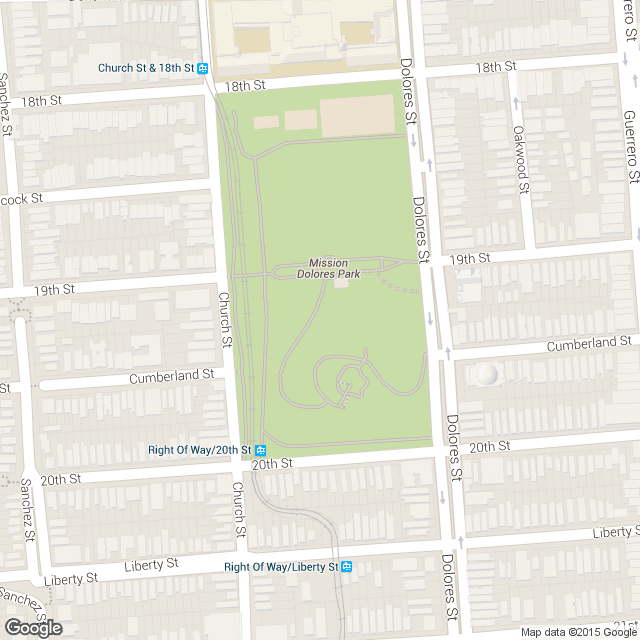 Church St & 18th St
18th St
18th St
18th St
Sanchez St
Dolores St
Guerrero St
Oakwood St
cock St
Dolores St
19th St
Mission
Dolores Park
19th St
Church St
Cumberland St
Cumberland St
Dolores St
Right Of Way/20th St
20th St
20th St
20th St
Sanchez St
Church St
Liberty St
Liberty St
Liberty St
Right Of Way/Liberty St
Dolores St
Sanchez St
21st
Google
Map data ©2015 Google